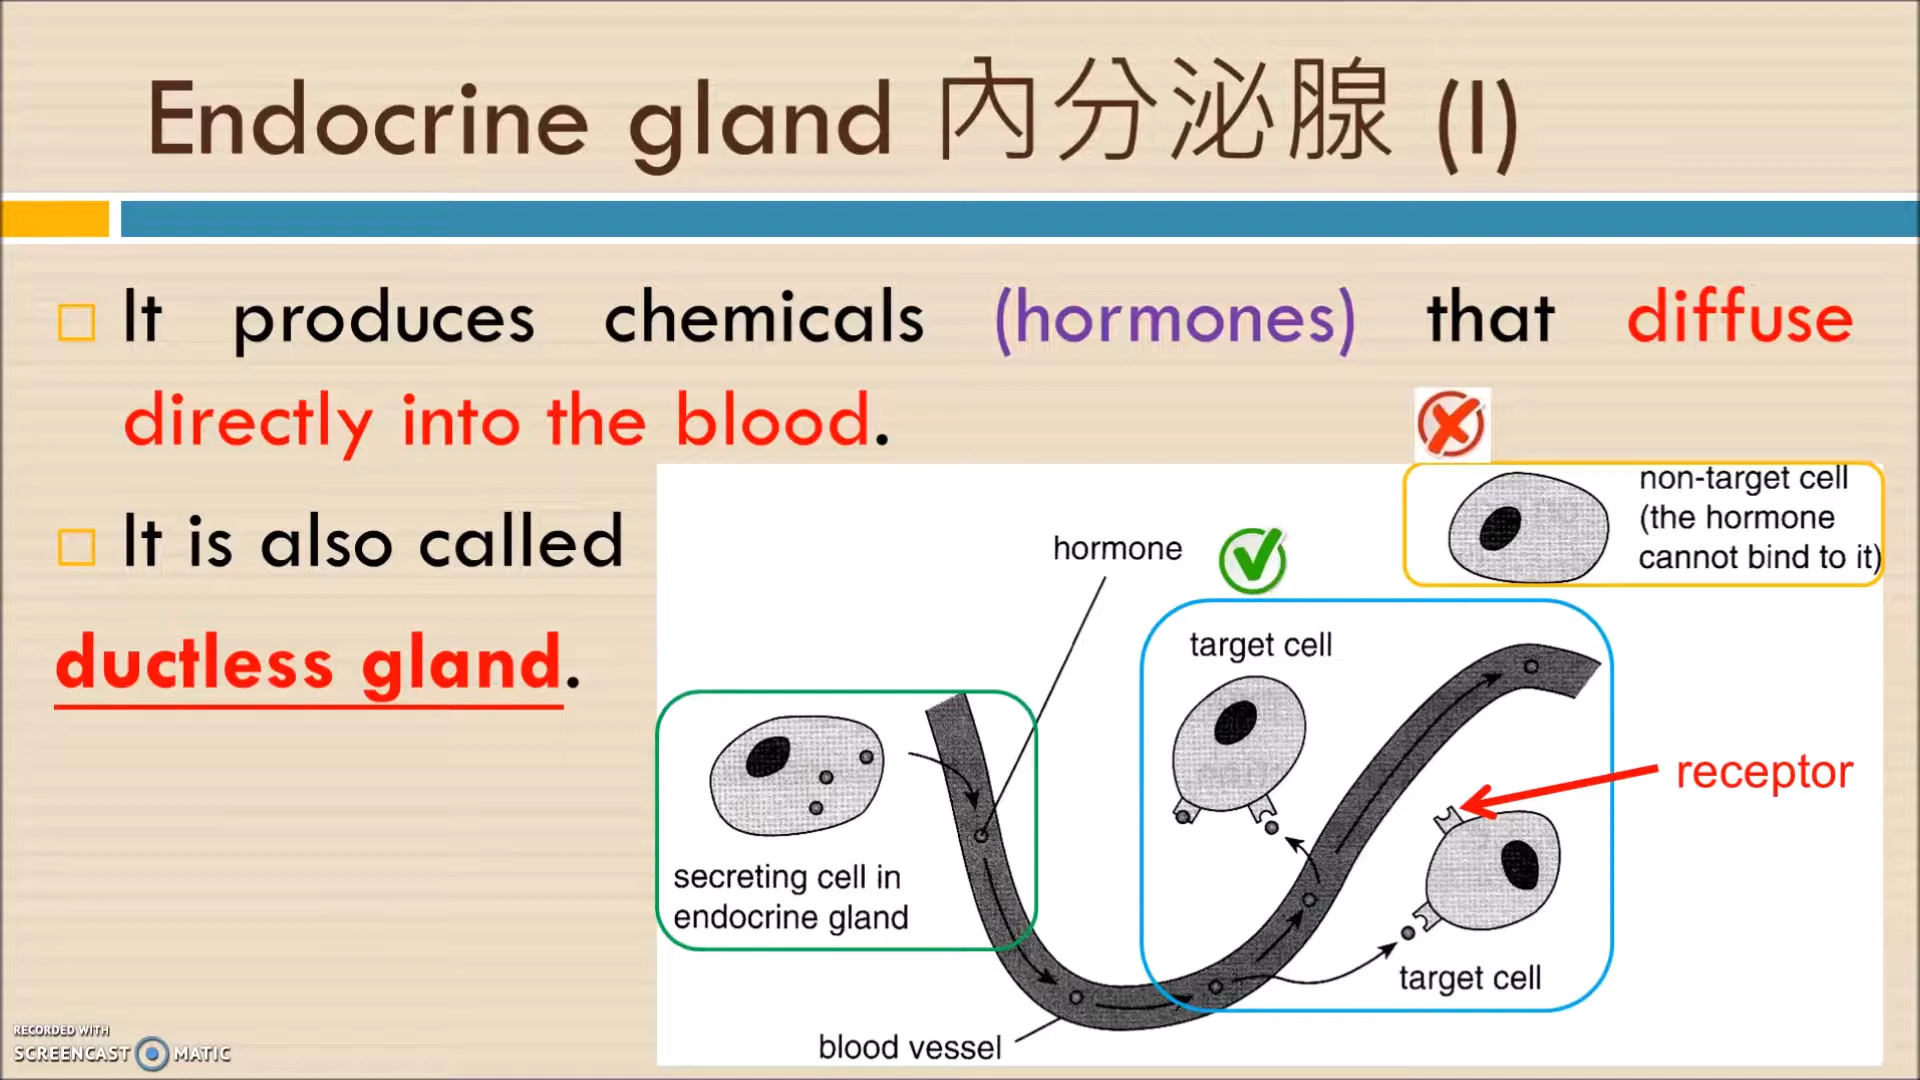 Endocrine gland 內分泌腺 (I)
It produces chemicals (hormones) that diffuse
directly into the blood.
It is also called
ductless gland.
non-target cell
(the hormone
cannot bind to it)
hormone
target cell
receptor
secreting cell in
endocrine gland
target cell
blood vessel
RECORDED WITH
SCREENCAST MATIC